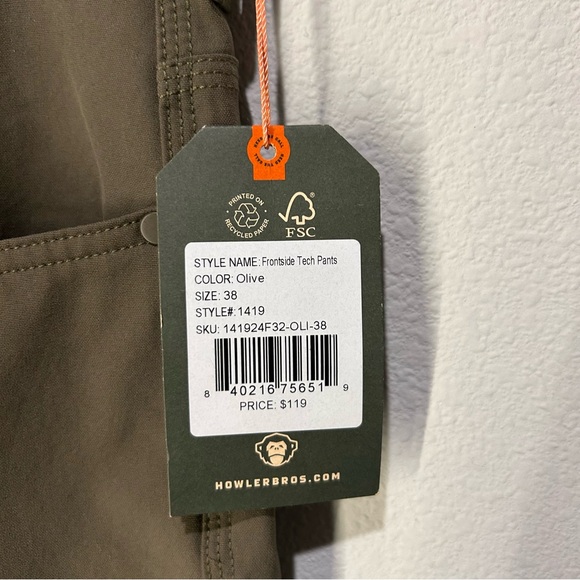 PRINTED ON
RECYCLED PAPER
FSC®
STYLE NAME: Frontside Tech Pants
COLOR: Olive
SIZE: 38
STYLE#: 1419
SKU: 141924F32-OLI-38
8 40216 75651 9
PRICE: $119
HOWLERBROS.COM